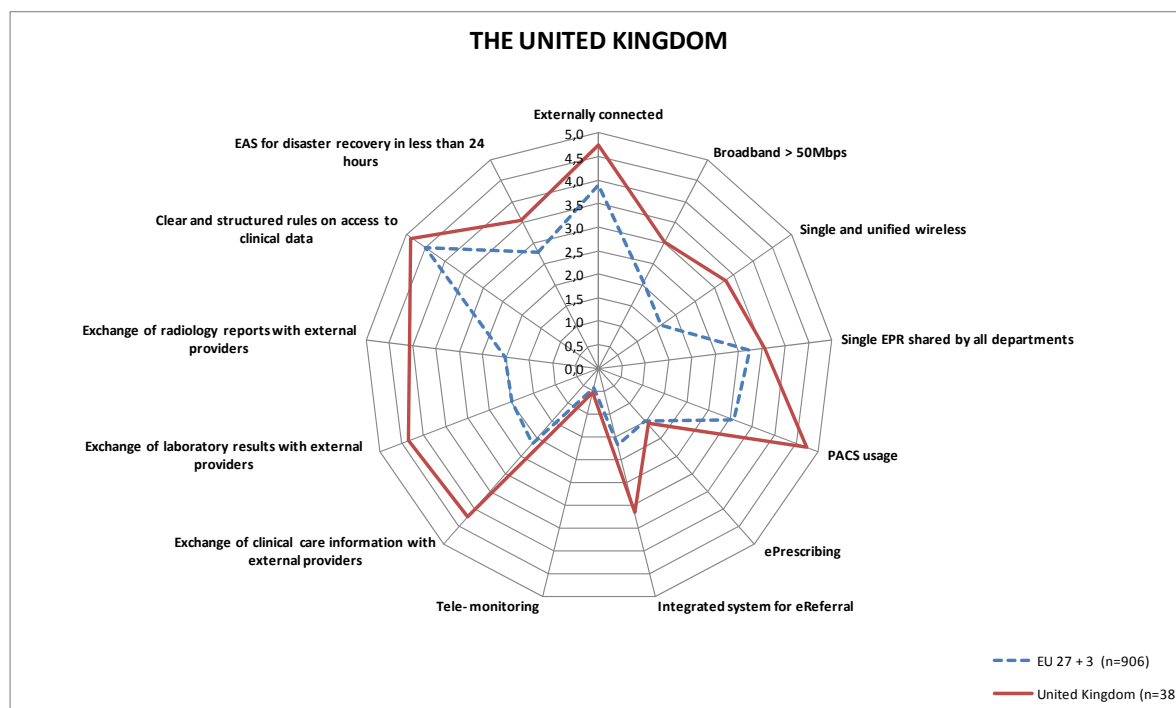 THE UNITED KINGDOM
Externally connected
EAS for disaster recovery in less than 24
hours
Broadband > 50Mbps
Clear and structured rules on access to
clinical data
Single and unified wireless
Exchange of radiology reports with external
providers
Single EPR shared by all departments
Exchange of laboratory results with external
providers
PACS usage
Exchange of clinical care information with
external providers
ePrescribing
Tele- monitoring
Integrated system for eReferral
5,0
4,5
4,0
3,5
3,0
2,5
2,0
1,5
1,0
0,5
0,0
EU 27 + 3 (n=906)
United Kingdom (n=38